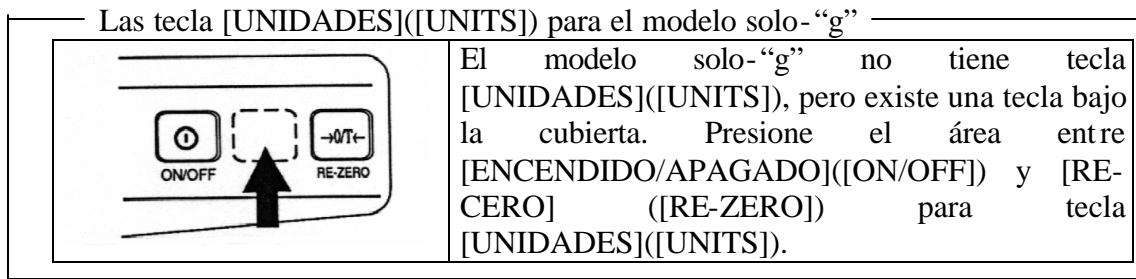 Las tecla [UNIDADES]([UNITS]) para el modelo solo-“g”
ON/OFF
→0/T←
RE-ZERO
El modelo solo-“g” no tiene tecla
[UNIDADES]([UNITS]), pero existe una tecla bajo
la cubierta. Presione el área entre
[ENCENDIDO/APAGADO]([ON/OFF]) y [RE-
CERO] ([RE-ZERO]) para tecla
[UNIDADES]([UNITS]).